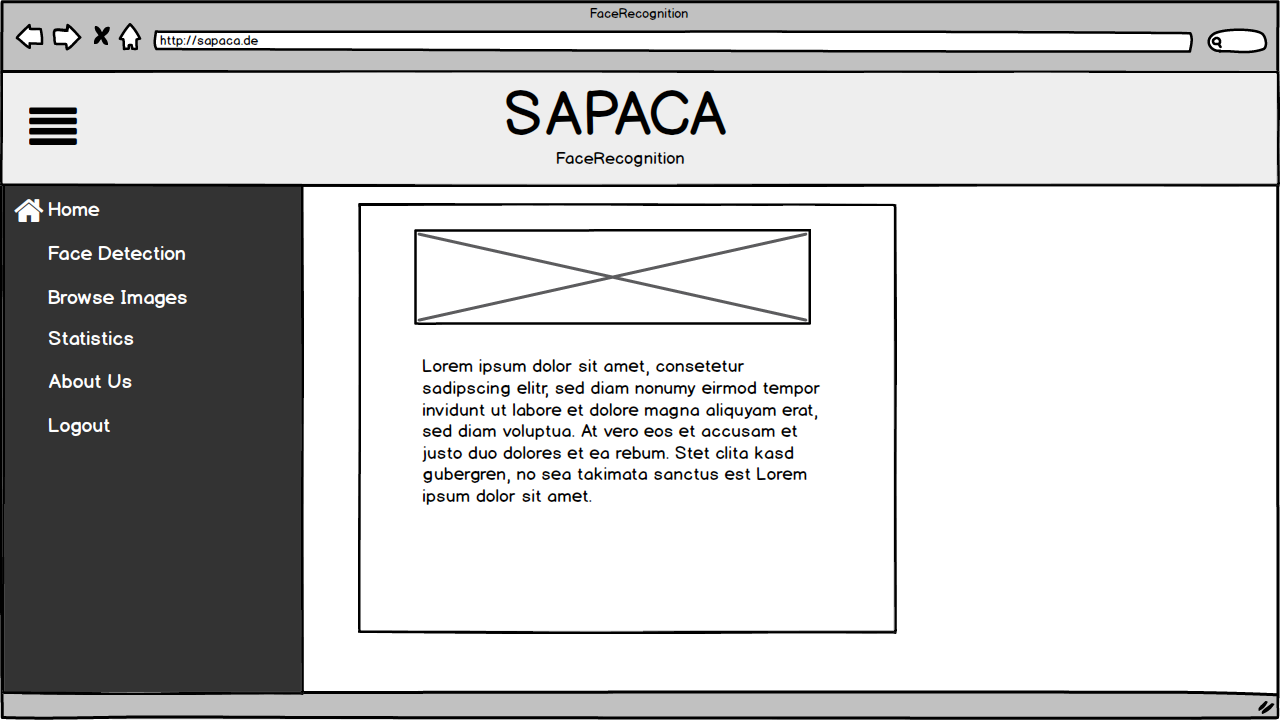 FaceRecognition
http://sapaca.de
SAPACA
FaceRecognition
Home
Face Detection
Browse Images
Statistics
About Us
Logout
Lorem ipsum dolor sit amet, consetetur
sadipscing elitr, sed diam nonumy eirmod tempor
invidunt ut labore et dolore magna aliquyam erat,
sed diam voluptua. At vero eos et accusam et
justo duo dolores et ea rebum. Stet clita kasd
gubergren, no sea takimata sanctus est Lorem
ipsum dolor sit amet.